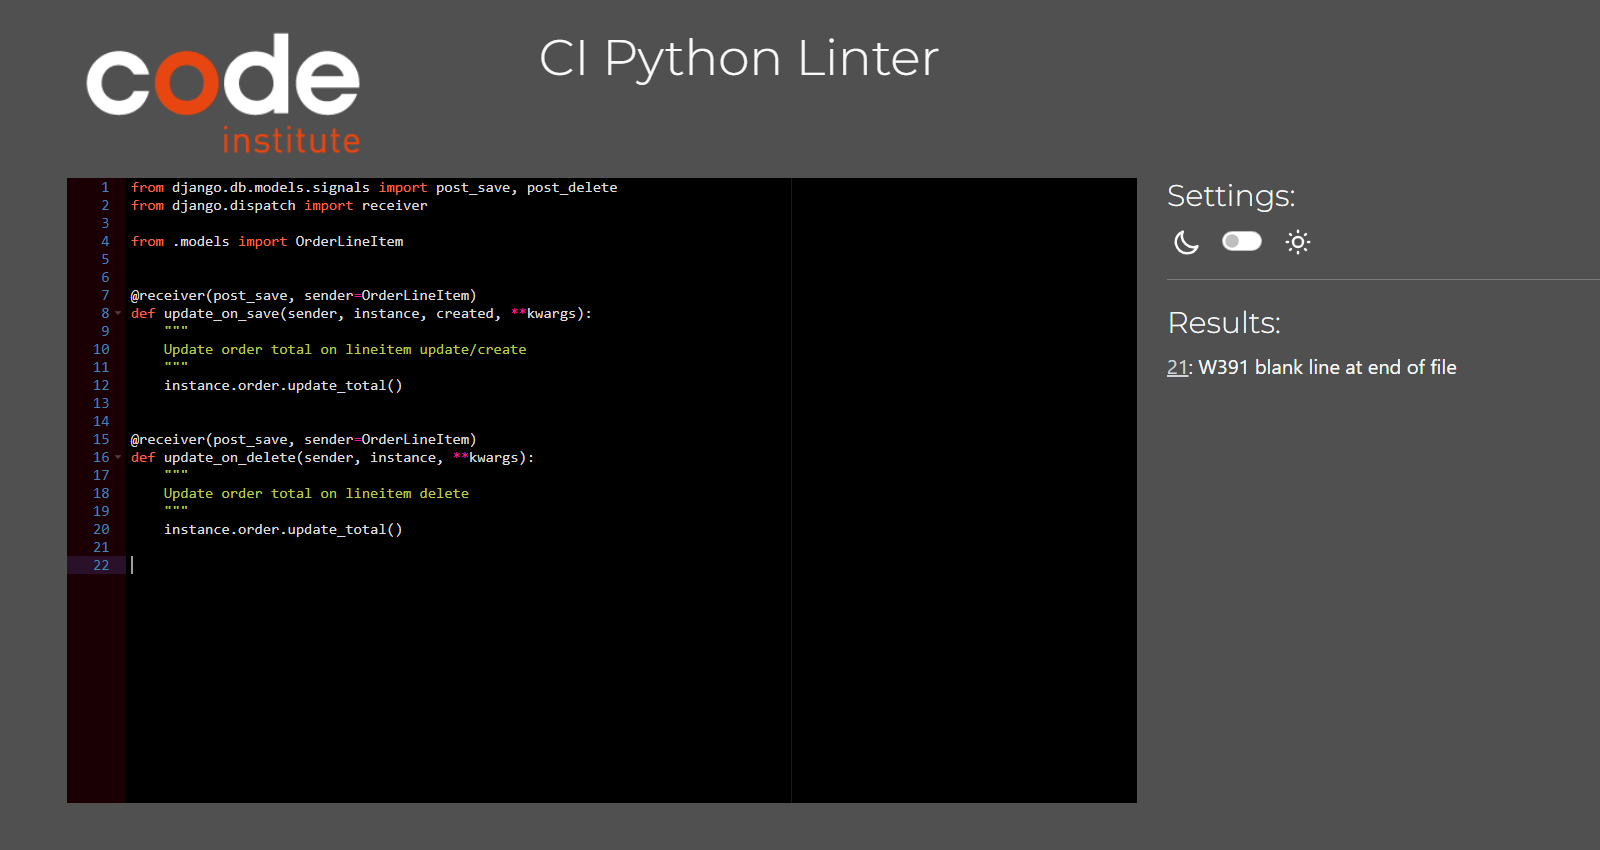 code
institute
CI Python Linter
1 from django.db.models.signals import post_save, post_delete
2 from django.dispatch import receiver
3
4 from .models import OrderLineItem
5
6
7 @receiver(post_save, sender=OrderLineItem)
8 def update_on_save(sender, instance, created, **kwargs):
9     """
10     Update order total on lineitem update/create
11     """
12     instance.order.update_total()
13
14
15 @receiver(post_save, sender=OrderLineItem)
16 def update_on_delete(sender, instance, **kwargs):
17     """
18     Update order total on lineitem delete
19     """
20     instance.order.update_total()
21
22
Settings:
Results:
21: W391 blank line at end of file